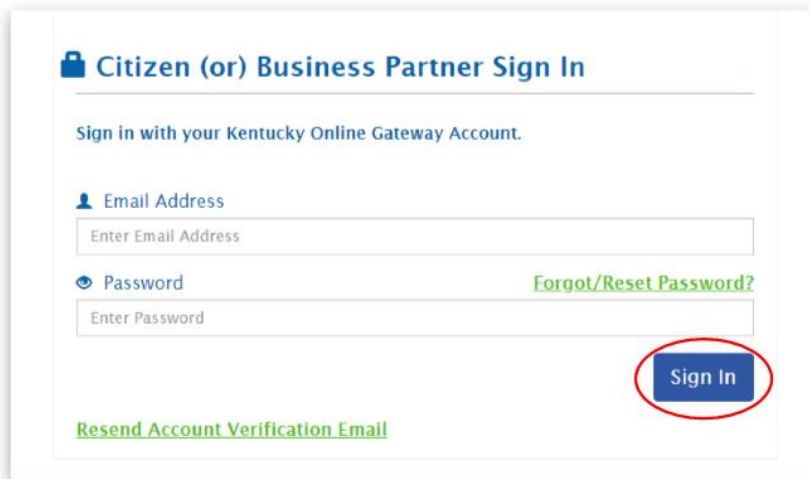 Citizen (or) Business Partner Sign In
Sign in with your Kentucky Online Gateway Account.
Email Address
Enter Email Address
Password
Forgot/Reset Password?
Enter Password
Sign In
Resend Account Verification Email